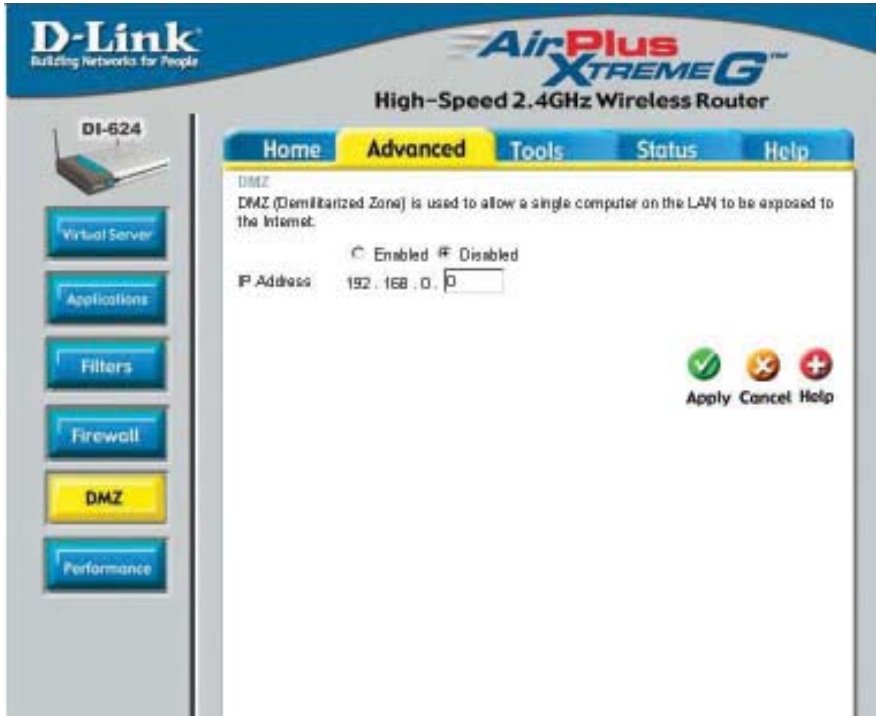 D-Link
Building Networks for People
AirPlus
XTREME G™
High-Speed 2.4GHz Wireless Router
DI-624
Home
Advanced
Tools
Status
Help
Virtual Server
Applications
Filters
Firewall
DMZ
Performance
DMZ
DMZ (Demilitarized Zone) is used to allow a single computer on the LAN to be exposed to
the Internet.
Enabled Disabled
IP Address 192 . 168 . 0 . 0
Apply Cancel Help